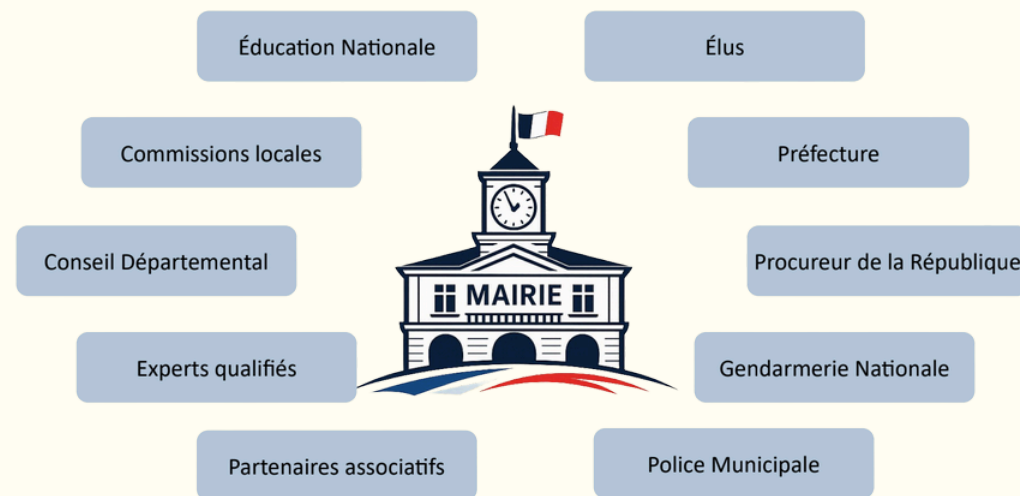 Éducation Nationale
Élus
Commissions locales
Préfecture
Conseil Départemental
Procureur de la République
MAIRIE
Experts qualifiés
Gendarmerie Nationale
Partenaires associatifs
Police Municipale